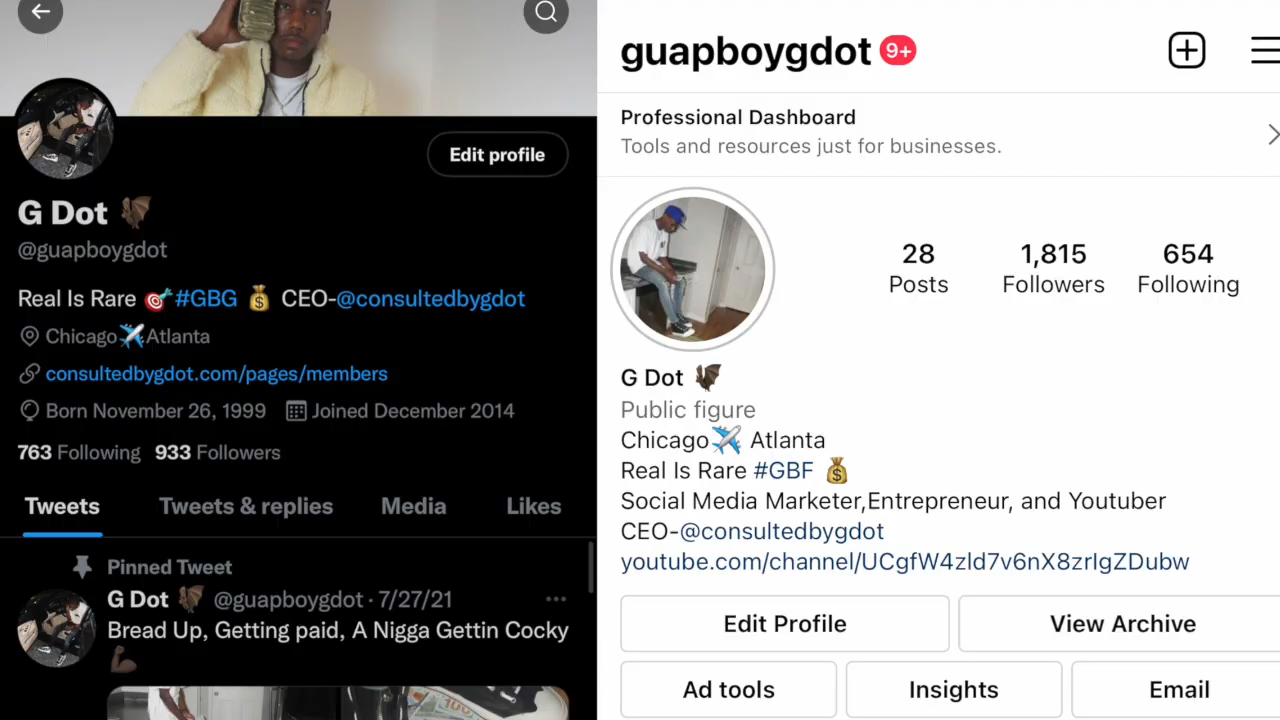 Edit profile
G Dot 🦇
@guapboygdot
Real Is Rare 🎯#GBG 💰 CEO-@consultedbygdot
Chicago✈️Atlanta
consultedbygdot.com/pages/members
Born November 26, 1999 Joined December 2014
763 Following 933 Followers
Tweets Tweets & replies Media Likes
Pinned Tweet
G Dot 🦇 @guapboygdot · 7/27/21 ...
Bread Up, Getting paid, A Nigga Gettin Cocky
💪🏿
guapboygdot 9+
Professional Dashboard
Tools and resources just for businesses.
28 1,815 654
Posts Followers Following
G Dot 🦇
Public figure
Chicago✈️ Atlanta
Real Is Rare #GBF 💰
Social Media Marketer,Entrepreneur, and Youtuber
CEO-@consultedbygdot
youtube.com/channel/UCgfW4zld7v6nX8zrIgZDubw
Edit Profile View Archive
Ad tools Insights Email